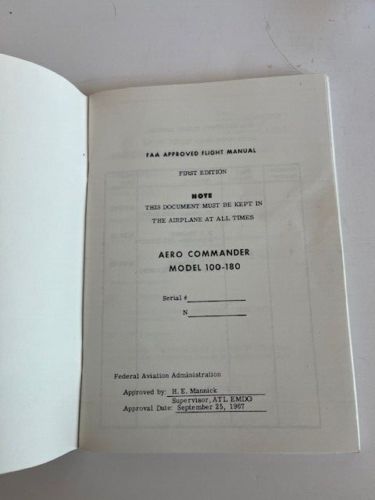 FAA APPROVED FLIGHT MANUAL
FIRST EDITION
NOTE
THIS DOCUMENT MUST BE KEPT IN
THE AIRPLANE AT ALL TIMES
AERO COMMANDER
MODEL 100-180
Serial #
N
Federal Aviation Administration
Approved by: H. E. Mannick
Supervisor, ATL EMDO
Approval Date: September 25, 1967